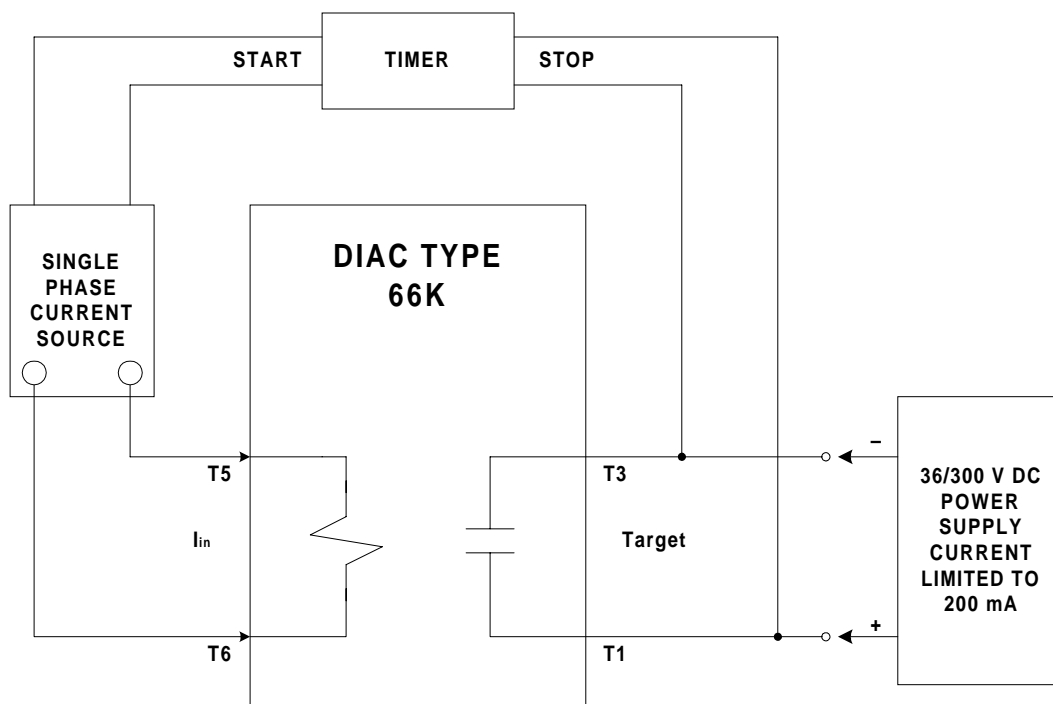 START
TIMER
STOP
SINGLE
PHASE
CURRENT
SOURCE
DIAC TYPE
66K
T5
Iin
T6
T3
Target
T1
–
+
36/300 V DC
POWER
SUPPLY
CURRENT
LIMITED TO
200 mA